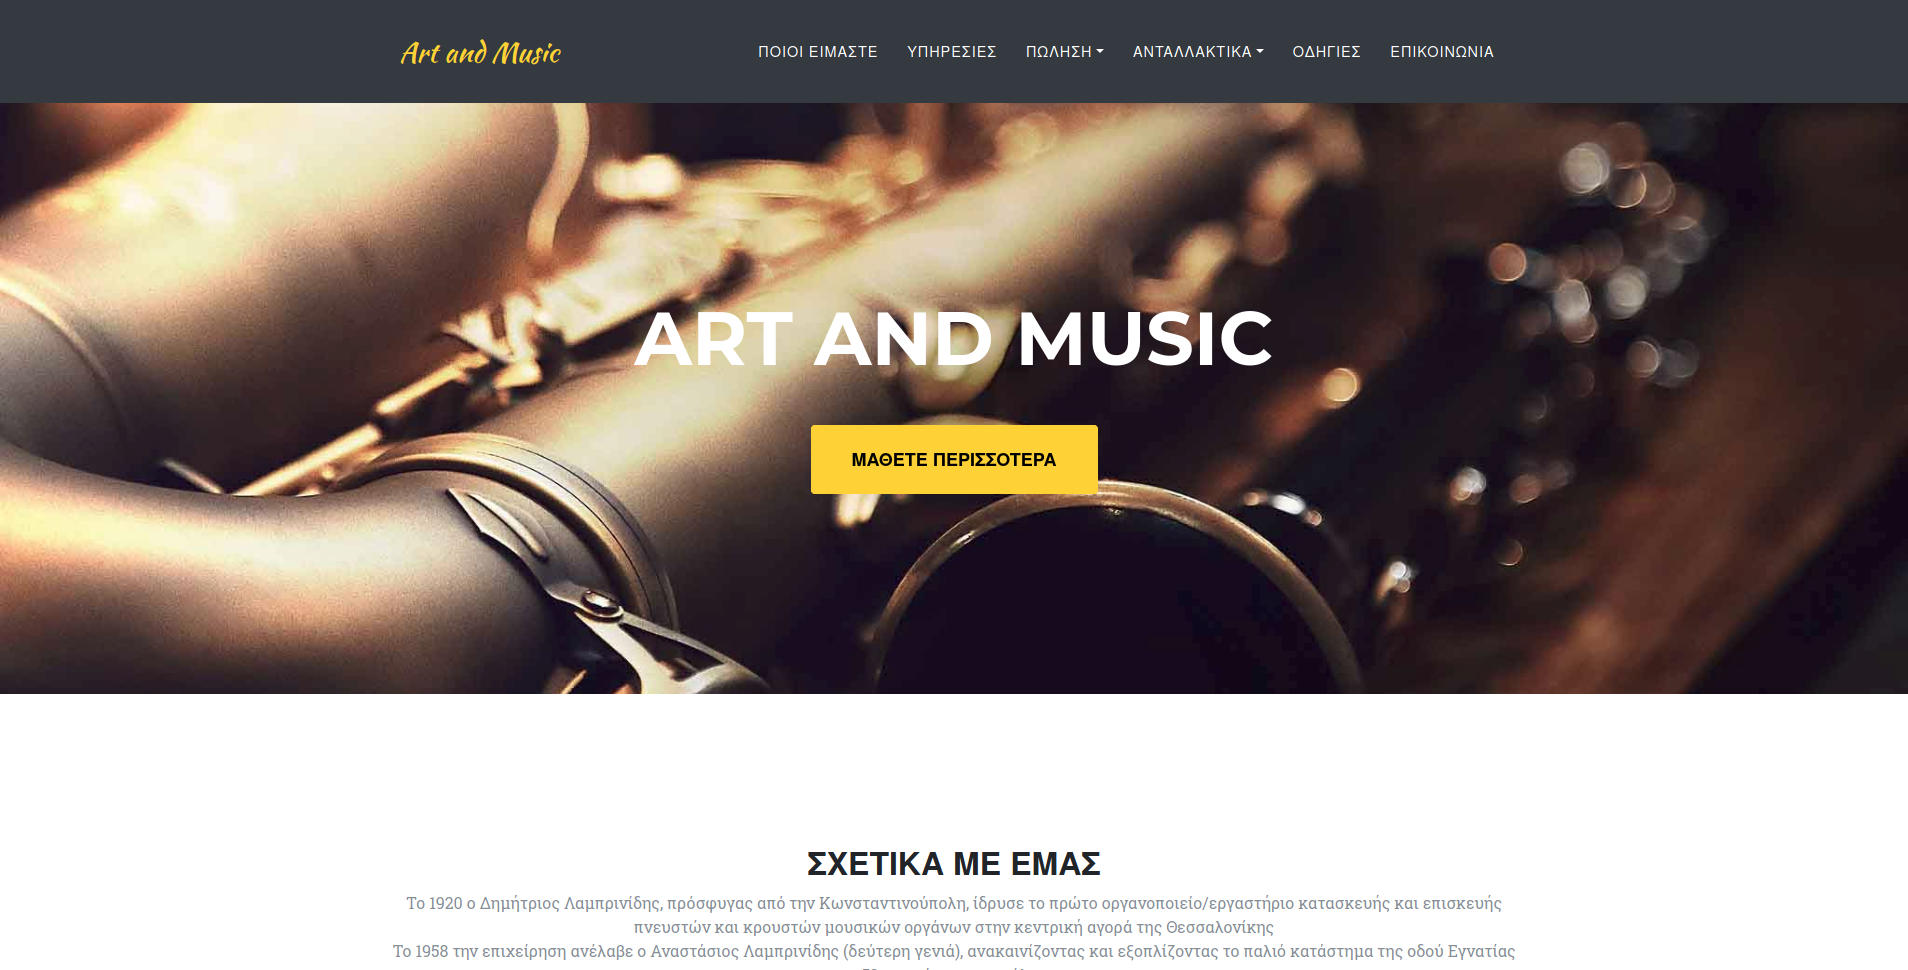 Art and Music
ΠΟΙΟΙ ΕΙΜΑΣΤΕ ΥΠΗΡΕΣΙΕΣ ΠΩΛΗΣΗ ΑΝΤΑΛΛΑΚΤΙΚΑ ΟΔΗΓΙΕΣ ΕΠΙΚΟΙΝΩΝΙΑ
ART AND MUSIC
ΜΑΘΕΤΕ ΠΕΡΙΣΣΟΤΕΡΑ
ΣΧΕΤΙΚΑ ΜΕ ΕΜΑΣ
Το 1920 ο Δημήτριος Λαμπρινίδης, πρόσφυγας από την Κωνσταντινούπολη, ίδρυσε το πρώτο οργανοποιείο/εργαστήριο κατασκευής και επισκευής
πνευστών και κρουστών μουσικών οργάνων στην κεντρική αγορά της Θεσσαλονίκης
Το 1958 την επιχείρηση ανέλαβε ο Αναστάσιος Λαμπρινίδης (δεύτερη γενιά), ανακαινίζοντας και εξοπλίζοντας το παλιό κατάστημα της οδού Εγνατίας